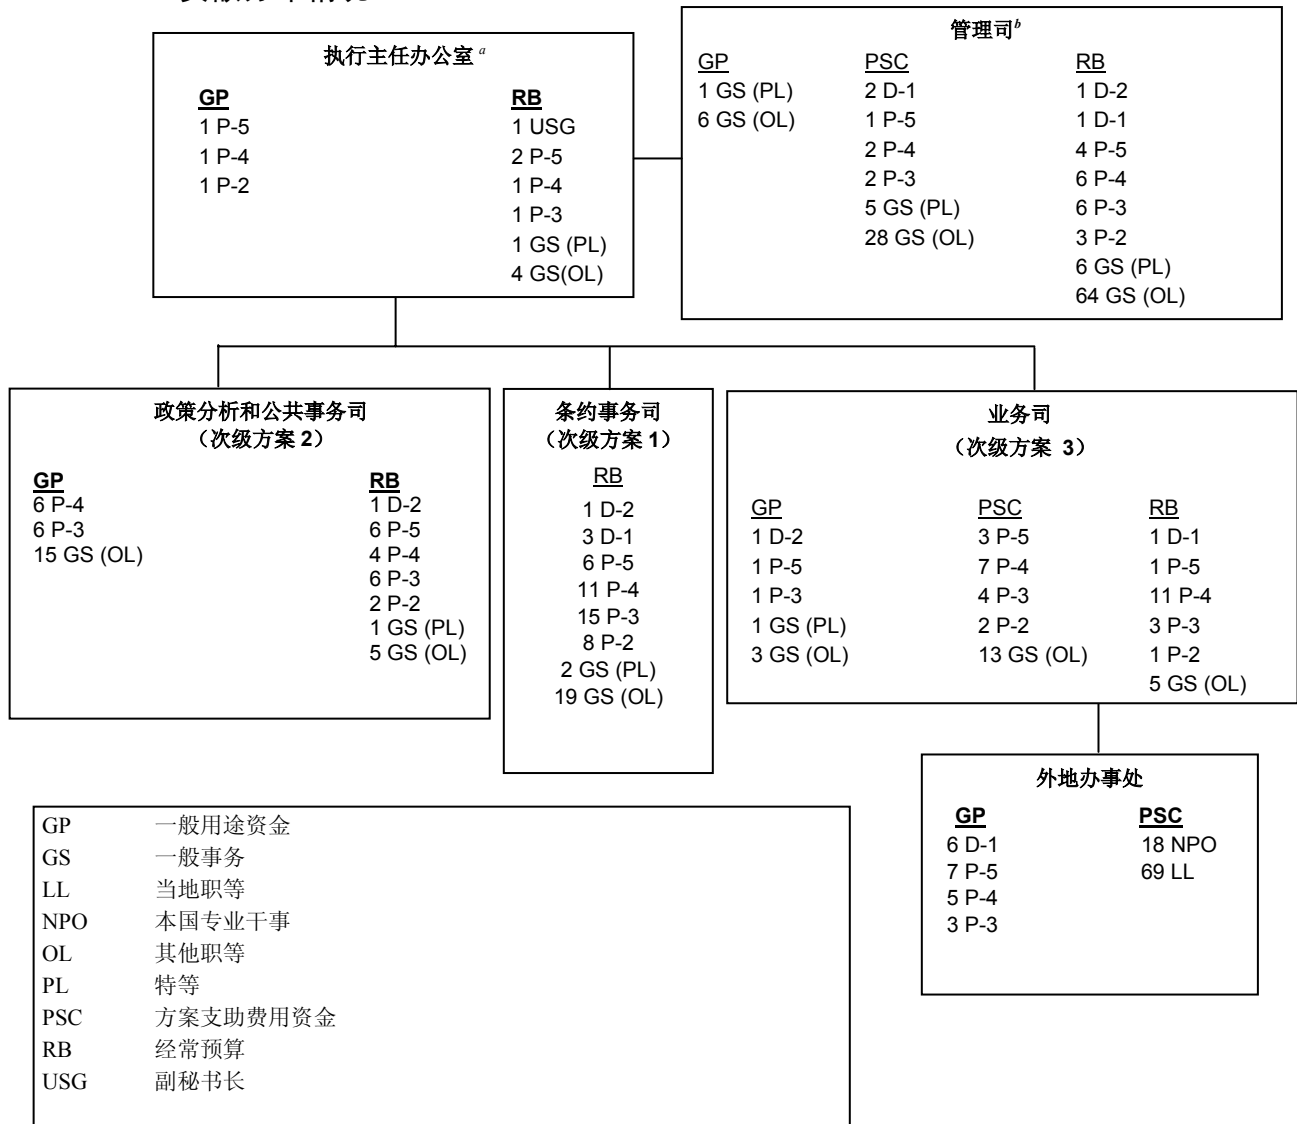 执行主任办公室 a
GP
1 P-5
1 P-4
1 P-2
RB
1 USG
2 P-5
1 P-4
1 P-3
1 GS (PL)
4 GS(OL)
管理司b
GP
1 GS (PL)
6 GS (OL)
PSC
2 D-1
1 P-5
2 P-4
2 P-3
5 GS (PL)
28 GS (OL)
RB
1 D-2
1 D-1
4 P-5
6 P-4
6 P-3
3 P-2
6 GS (PL)
64 GS (OL)
政策分析和公共事务司
（次级方案 2）
GP
6 P-4
6 P-3
15 GS (OL)
RB
1 D-2
6 P-5
4 P-4
6 P-3
2 P-2
1 GS (PL)
5 GS (OL)
条约事务司
（次级方案 1）
RB
1 D-2
3 D-1
6 P-5
11 P-4
15 P-3
8 P-2
2 GS (PL)
19 GS (OL)
业务司
（次级方案 3）
GP
1 D-2
1 P-5
1 P-3
1 GS (PL)
3 GS (OL)
PSC
3 P-5
7 P-4
4 P-3
2 P-2
13 GS (OL)
RB
1 D-1
1 P-5
11 P-4
3 P-3
1 P-2
5 GS (OL)
外地办事处
GP
6 D-1
7 P-5
5 P-4
3 P-3
PSC
18 NPO
69 LL
GP 一般用途资金
GS 一般事务
LL 当地职等
NPO 本国专业干事
OL 其他职等
PL 特等
PSC 方案支助费用资金
RB 经常预算
USG 副秘书长